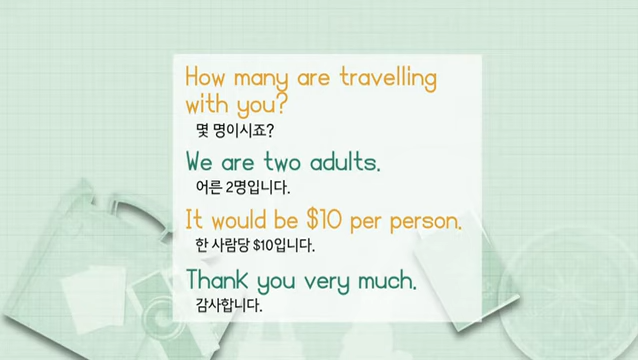 How many are travelling
with you?
몇 명이시죠?
We are two adults.
어른 2명입니다.
It would be $10 per person.
한 사람당 $10입니다.
Thank you very much.
감사합니다.